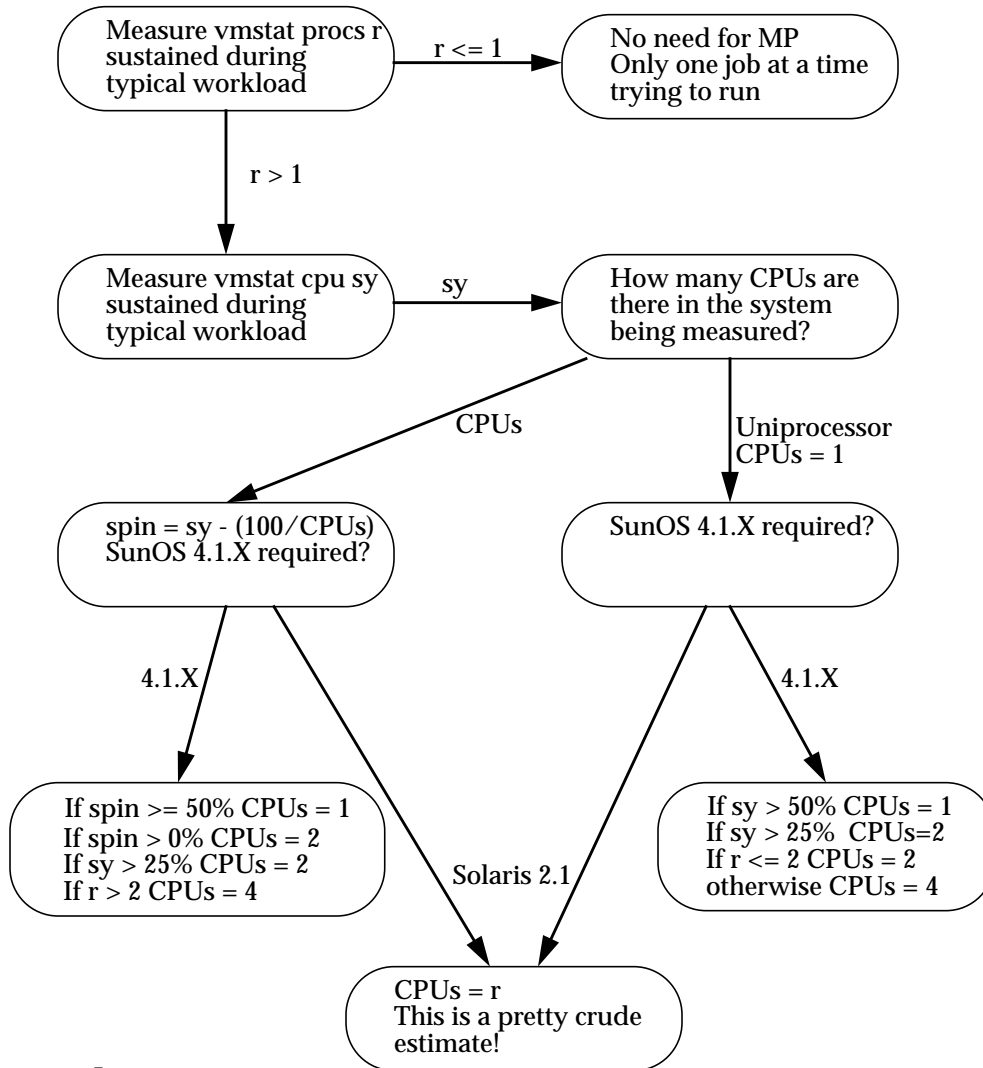 Measure vmstat procs r
sustained during
typical workload
r <= 1
No need for MP
Only one job at a time
trying to run
r > 1
Measure vmstat cpu sy
sustained during
typical workload
sy
How many CPUs are
there in the system
being measured?
CPUs
Uniprocessor
CPUs = 1
spin = sy - (100/CPUs)
SunOS 4.1.X required?
SunOS 4.1.X required?
4.1.X
4.1.X
If spin >= 50% CPUs = 1
If spin > 0% CPUs = 2
If sy > 25% CPUs = 2
If r > 2 CPUs = 4
Solaris 2.1
If sy > 50% CPUs = 1
If sy > 25%  CPUs=2
If r <= 2 CPUs = 2
otherwise CPUs = 4
CPUs = r
This is a pretty crude
estimate!